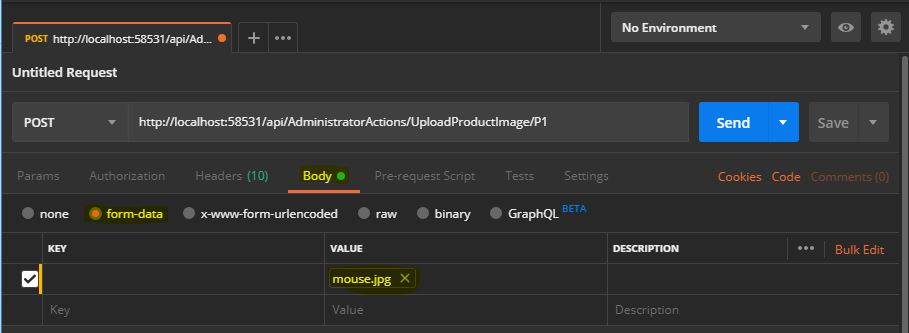 POST http://localhost:58531/api/Ad... + ••• No Environment
Untitled Request
POST http://localhost:58531/api/AdministratorActions/UploadProductImage/P1 Send Save
Params Authorization Headers (10) Body Pre-request Script Tests Settings Cookies Code Comments (0)
none form-data x-www-form-urlencoded raw binary GraphQL BETA
KEY VALUE DESCRIPTION ••• Bulk Edit
mouse.jpg ×
Key Value Description